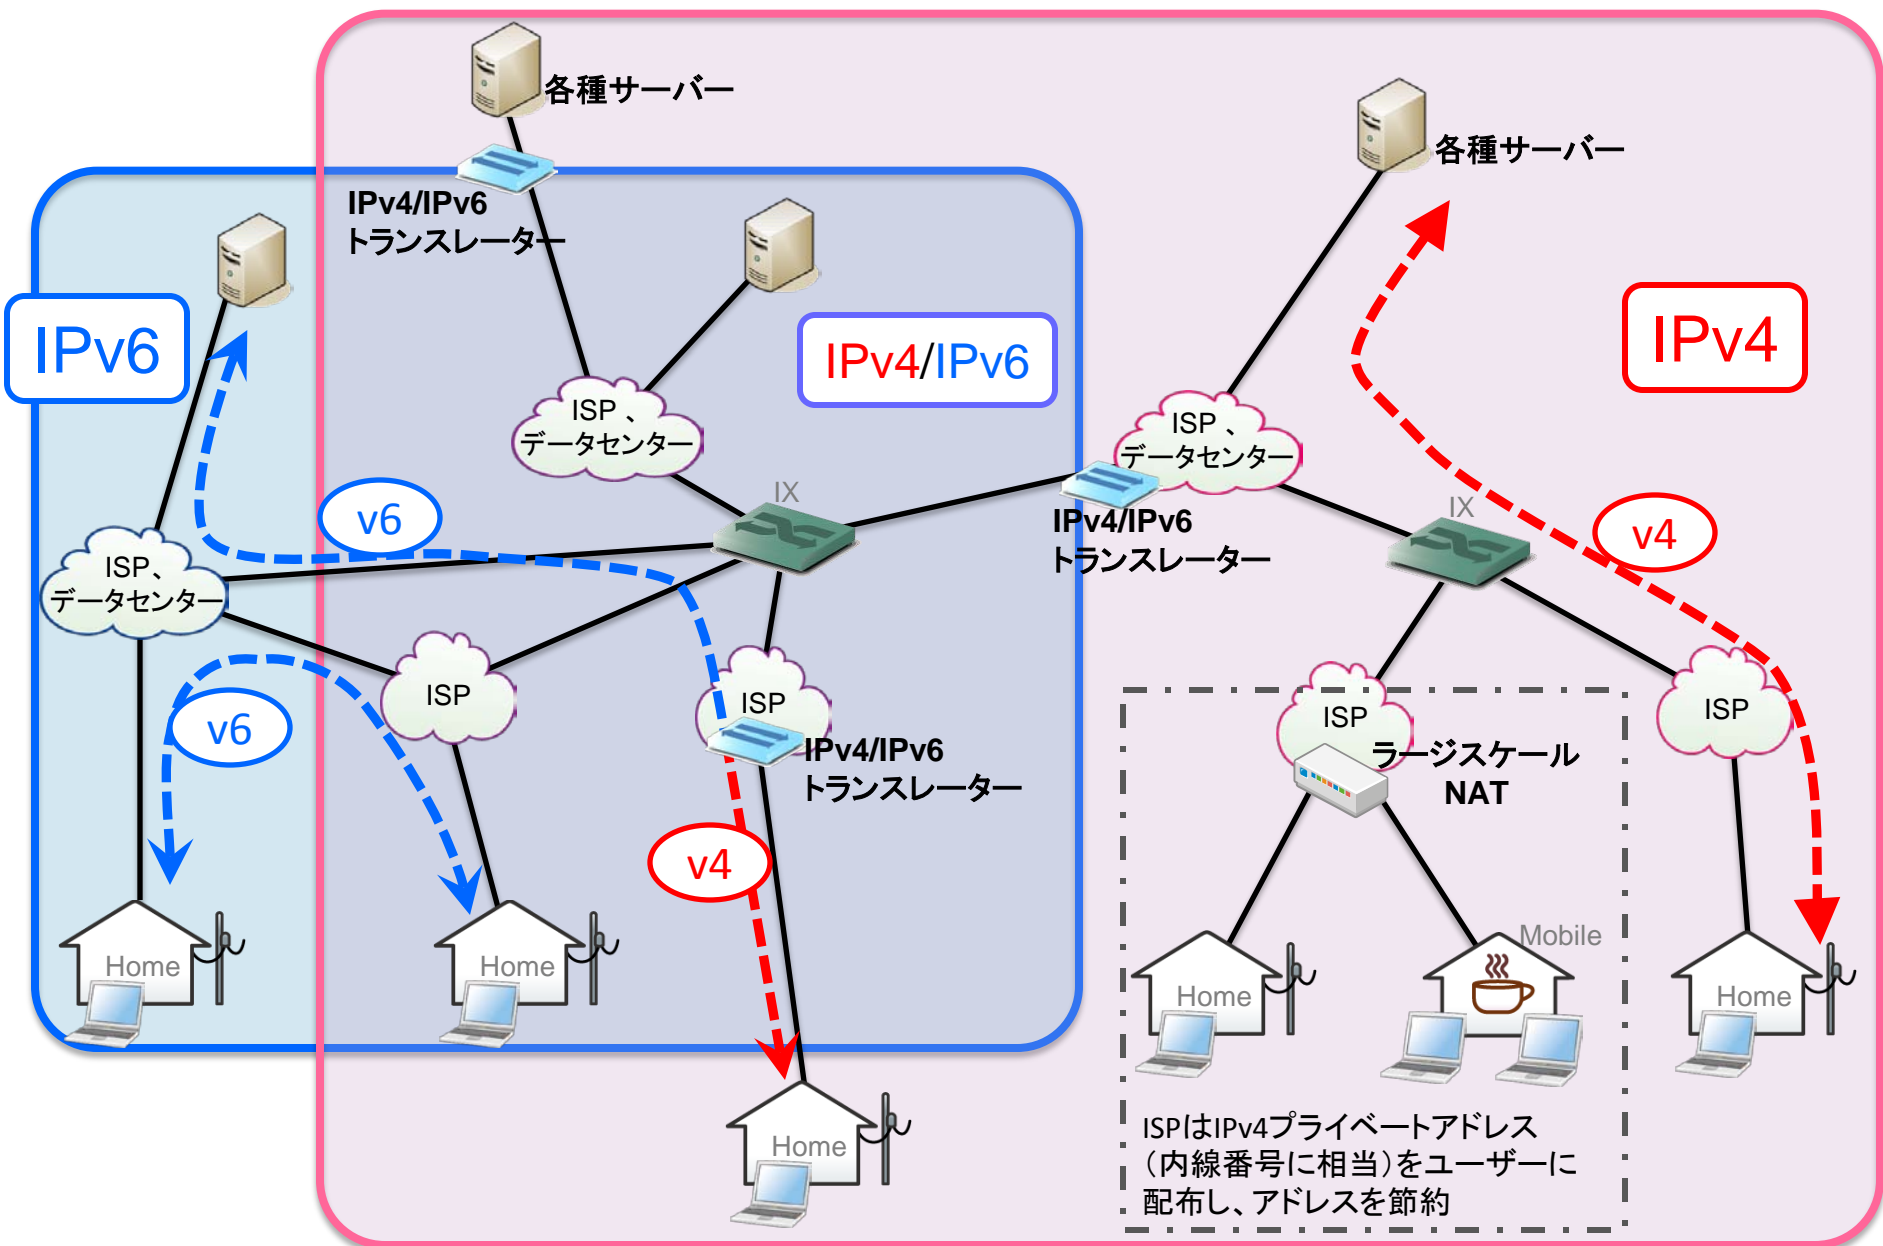 各種サーバー
各種サーバー
IPv4/IPv6
トランスレーター
IPv6
IPv4/IPv6
IPv4
ISP 、
データセンター
ISP 、
データセンター
IX
IX
v6
IPv4/IPv6
トランスレーター
v4
ISP、
データセンター
ISP
ISP
ISP
ISP
v6
IPv4/IPv6
トランスレーター
ラージスケール
NAT
v4
Mobile
Home
Home
Home
Home
Home
ISPはIPv4プライベートアドレス
（内線番号に相当）をユーザーに
配布し、アドレスを節約